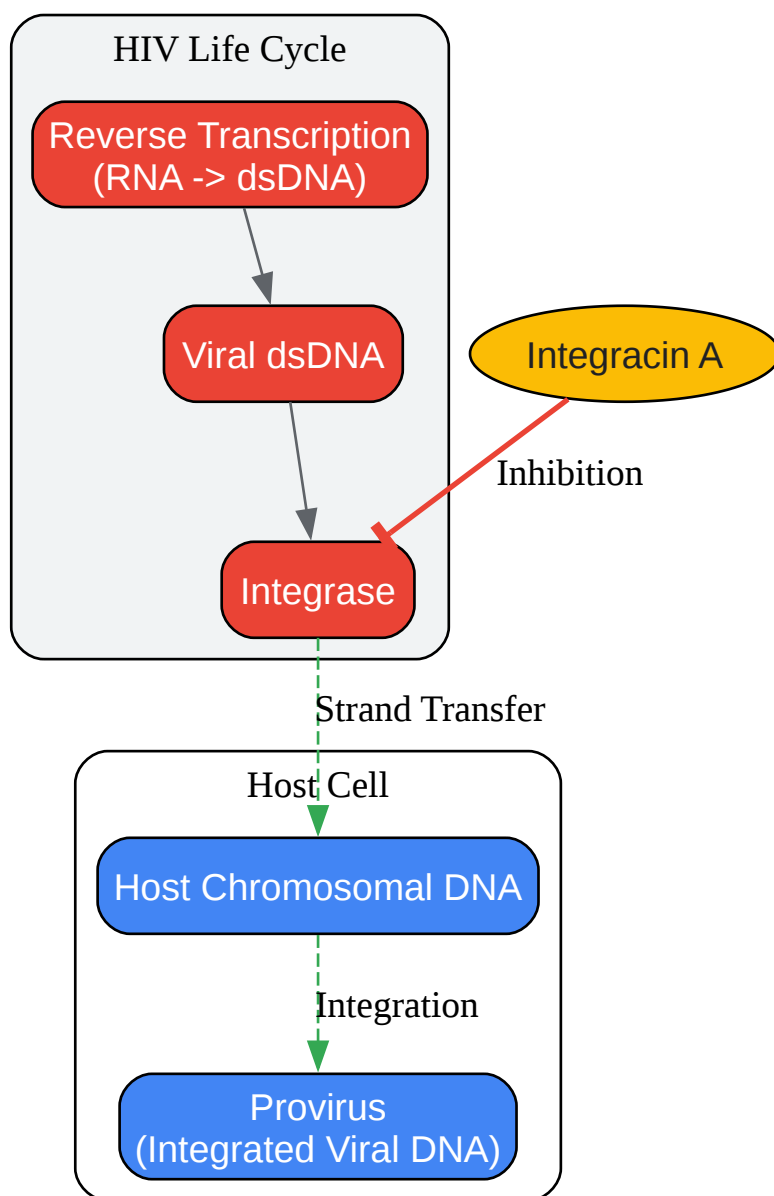 HIV Life Cycle
Reverse Transcription
(RNA -> dsDNA)
Viral dsDNA
Integracin A
Inhibition
Integrase
Strand Transfer
Host Cell
Host Chromosomal DNA
Integration
Provirus
(Integrated Viral DNA)